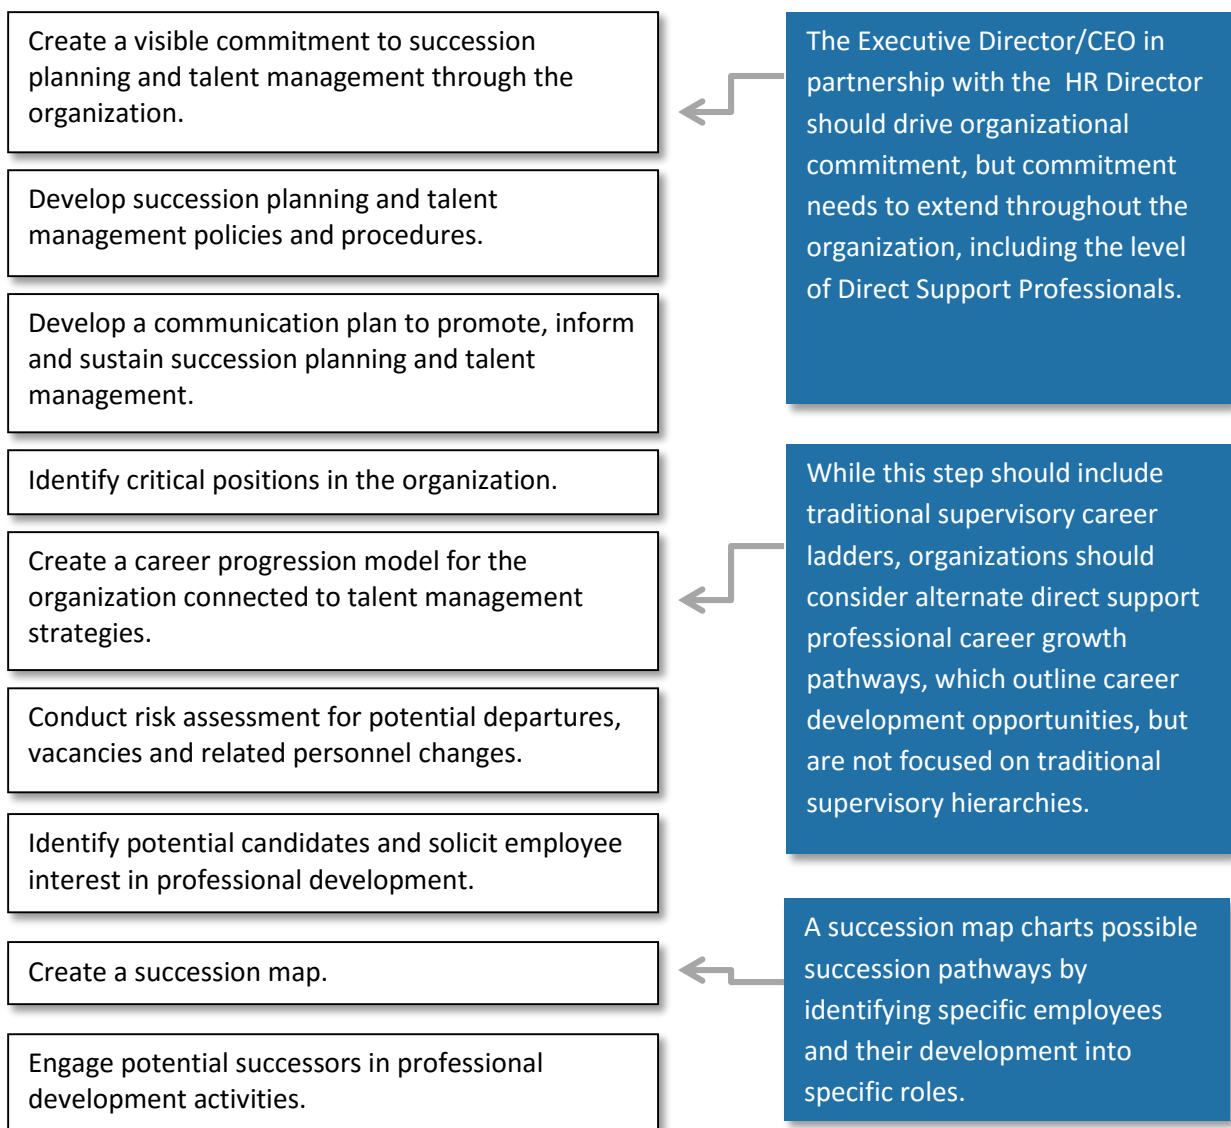 Create a visible commitment to succession
planning and talent management through the
organization.
The Executive Director/CEO in
partnership with the  HR Director
should drive organizational
commitment, but commitment
needs to extend throughout the
organization, including the level
of Direct Support Professionals.
Develop succession planning and talent
management policies and procedures.
Develop a communication plan to promote, inform
and sustain succession planning and talent
management.
Identify critical positions in the organization.
Create a career progression model for the
organization connected to talent management
strategies.
While this step should include
traditional supervisory career
ladders, organizations should
consider alternate direct support
professional career growth
pathways, which outline career
development opportunities, but
are not focused on traditional
supervisory hierarchies.
Conduct risk assessment for potential departures,
vacancies and related personnel changes.
Identify potential candidates and solicit employee
interest in professional development.
Create a succession map.
A succession map charts possible
succession pathways by
identifying specific employees
and their development into
specific roles.
Engage potential successors in professional
development activities.